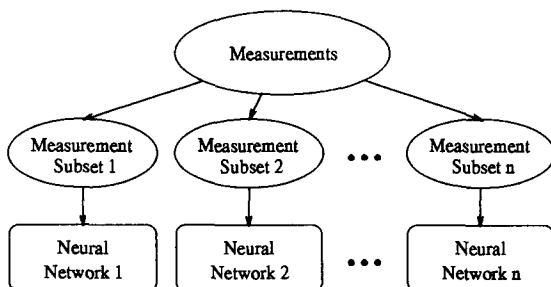 Measurements
Measurement
Subset 1
Measurement
Subset 2
Measurement
Subset n
Neural
Network 1
Neural
Network 2
Neural
Network n